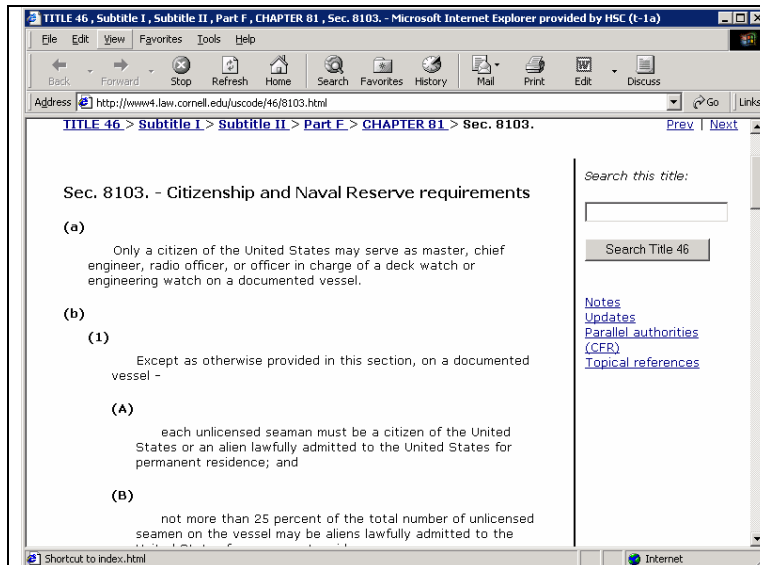 TITLE 46 , Subtitle I , Subtitle II , Part F , CHAPTER 81 , Sec. 8103. - Microsoft Internet Explorer provided by HSC (t-1a)
File Edit View Favorites Tools Help
Back Forward Stop Refresh Home Search Favorites History Mail Print Edit Discuss
Address http://www4.law.cornell.edu/uscode/46/8103.html Go Links
TITLE 46 > Subtitle I > Subtitle II > Part F > CHAPTER 81 > Sec. 8103.
Prev | Next
Sec. 8103. - Citizenship and Naval Reserve requirements
(a)
Only a citizen of the United States may serve as master, chief
engineer, radio officer, or officer in charge of a deck watch or
engineering watch on a documented vessel.
(b)
(1)
Except as otherwise provided in this section, on a documented
vessel -
(A)
each unlicensed seaman must be a citizen of the United
States or an alien lawfully admitted to the United States for
permanent residence; and
(B)
not more than 25 percent of the total number of unlicensed
seamen on the vessel may be aliens lawfully admitted to the
Search this title:
Search Title 46
Notes
Updates
Parallel authorities
(CFR)
Topical references
Shortcut to index.html
Internet